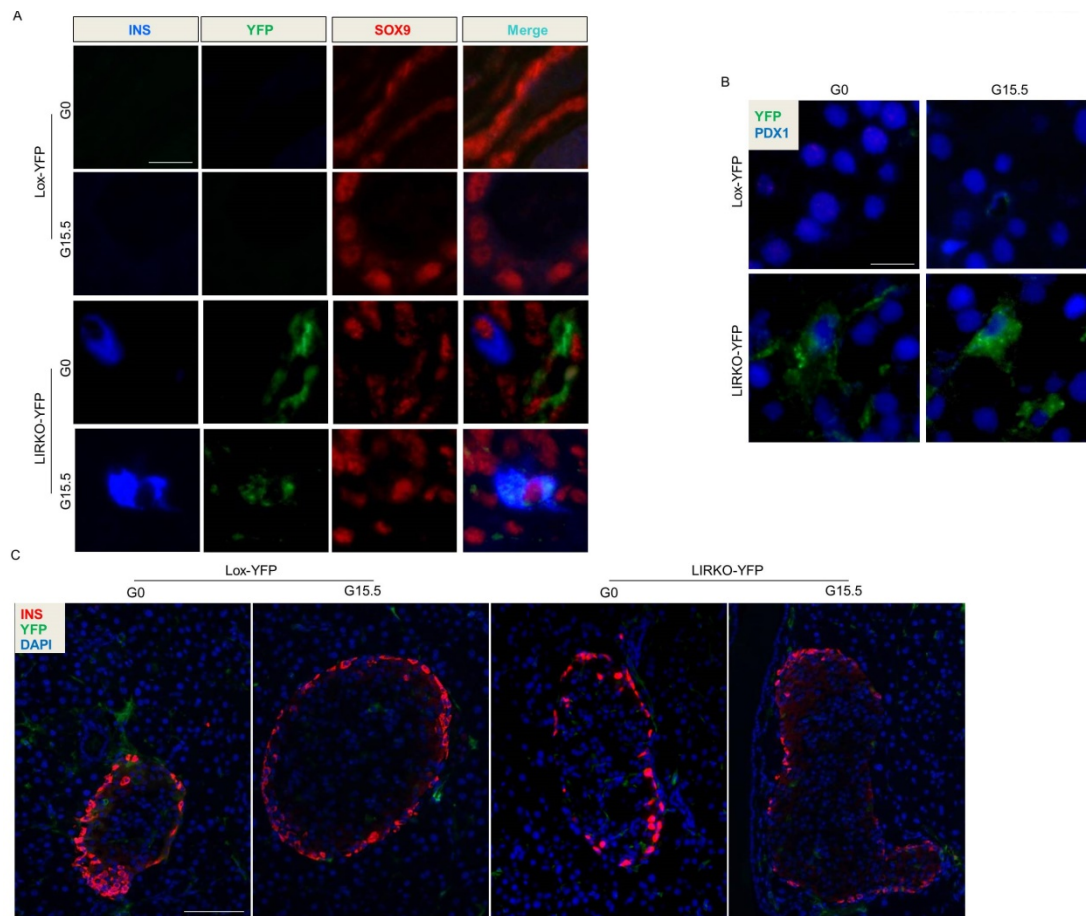 A
INS YFP SOX9 Merge
Lox-YFP
G0
G15.5
LIRKO-YFP
G0
G15.5
B
G0 G15.5
YFP
PDX1
Lox-YFP
LIRKO-YFP
C
Lox-YFP LIRKO-YFP
G0 G15.5 G0 G15.5
INS
YFP
DAPI